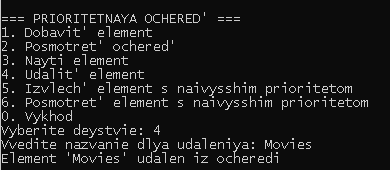 === PRIORITETNAYA OCHERED' ===
1. Dobavit' element
2. Posmotret' ochered'
3. Nayti element
4. Udalit' element
5. Izvlech' element s naivysshim prioritetom
6. Posmotret' element s naivysshim prioritetom
0. Vykhod
Vyberite deystvie: 4
Vvedite nazvanie dlya udaleniya: Movies
Element 'Movies' udalen iz ocheredi